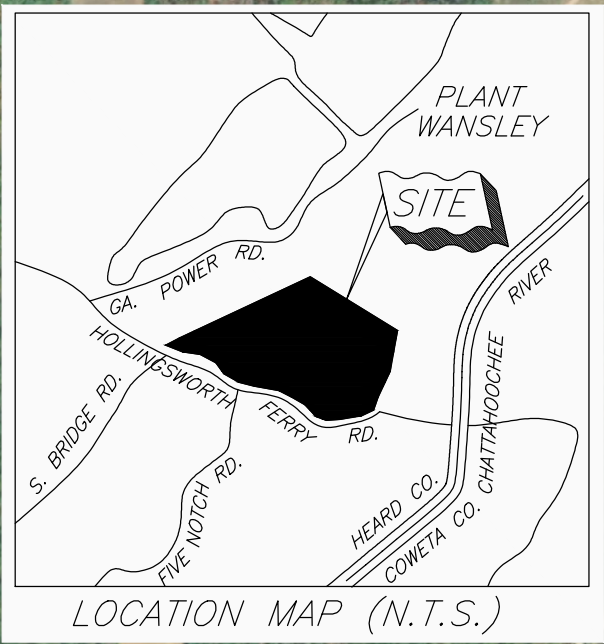 PLANT
WANSLEY
SITE
GA. POWER RD.
RIVER
CHATTAHOOCHEE
HOLLINGSWORTH FERRY RD.
S. BRIDGE RD.
FIVE NOTCH RD.
HEARD CO.
COWETA CO.
LOCATION MAP (N.T.S.)